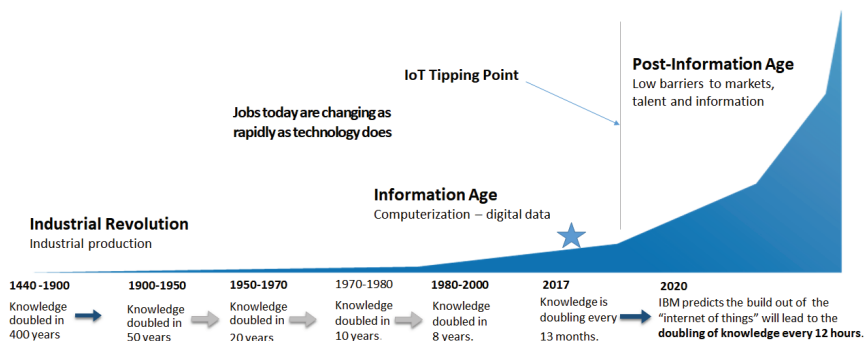 Post-Information Age
Low barriers to markets,
talent and information
IoT Tipping Point
Jobs today are changing as
rapidly as technology does
Information Age
Computerization – digital data
Industrial Revolution
Industrial production
1440 -1900
Knowledge
doubled in
400 years
1900-1950
Knowledge
doubled in
50 years
1950-1970
Knowledge
doubled in
20 years
1970-1980
Knowledge
doubled in
10 years.
1980-2000
Knowledge
doubled in
8 years.
2017
Knowledge is
doubling every
13 months.
2020
IBM predicts the build out of the
“internet of things” will lead to the
doubling of knowledge every 12 hours.